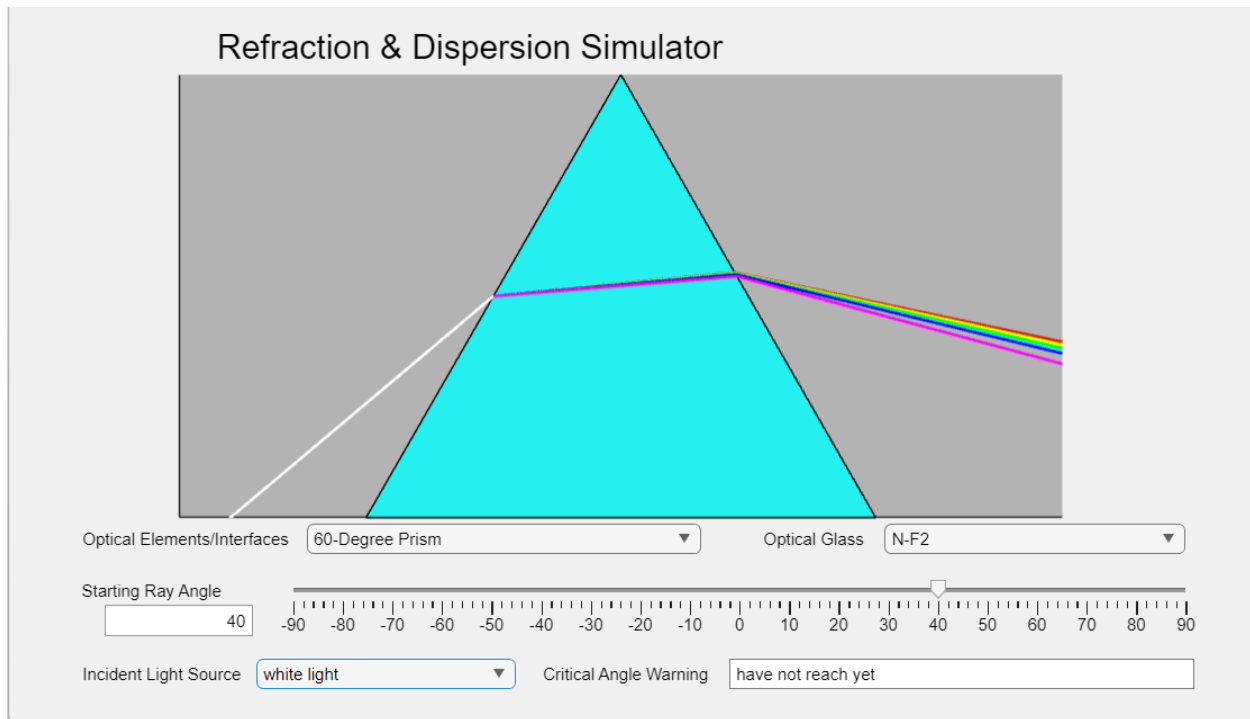 Refraction & Dispersion Simulator
Optical Elements/Interfaces 60-Degree Prism Optical Glass N-F2
Starting Ray Angle
40
-90 -80 -70 -60 -50 -40 -30 -20 -10 0 10 20 30 40 50 60 70 80 90
Incident Light Source white light Critical Angle Warning have not reach yet